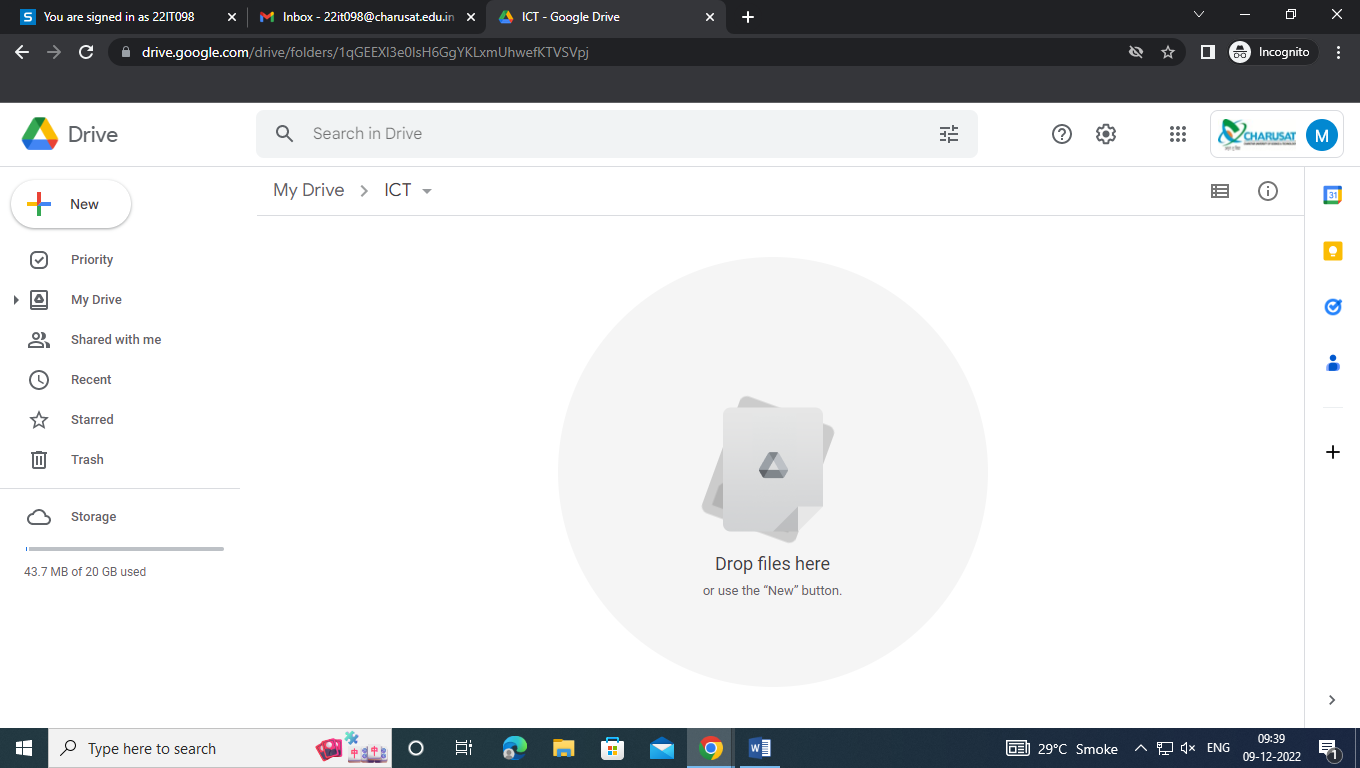 You are signed in as 22IT098
Inbox - 22it098@charusat.edu.in
ICT - Google Drive
drive.google.com/drive/folders/1qGEEXl3e0lsH6GgYKLxmUhwefKTVSVpj
Incognito
Drive
Search in Drive
CHARUSAT
M
New
My Drive
ICT
Priority
My Drive
Shared with me
Recent
Starred
Trash
Storage
43.7 MB of 20 GB used
31
Drop files here
or use the “New” button.
Type here to search
29°C Smoke
ENG
09:39
09-12-2022
1